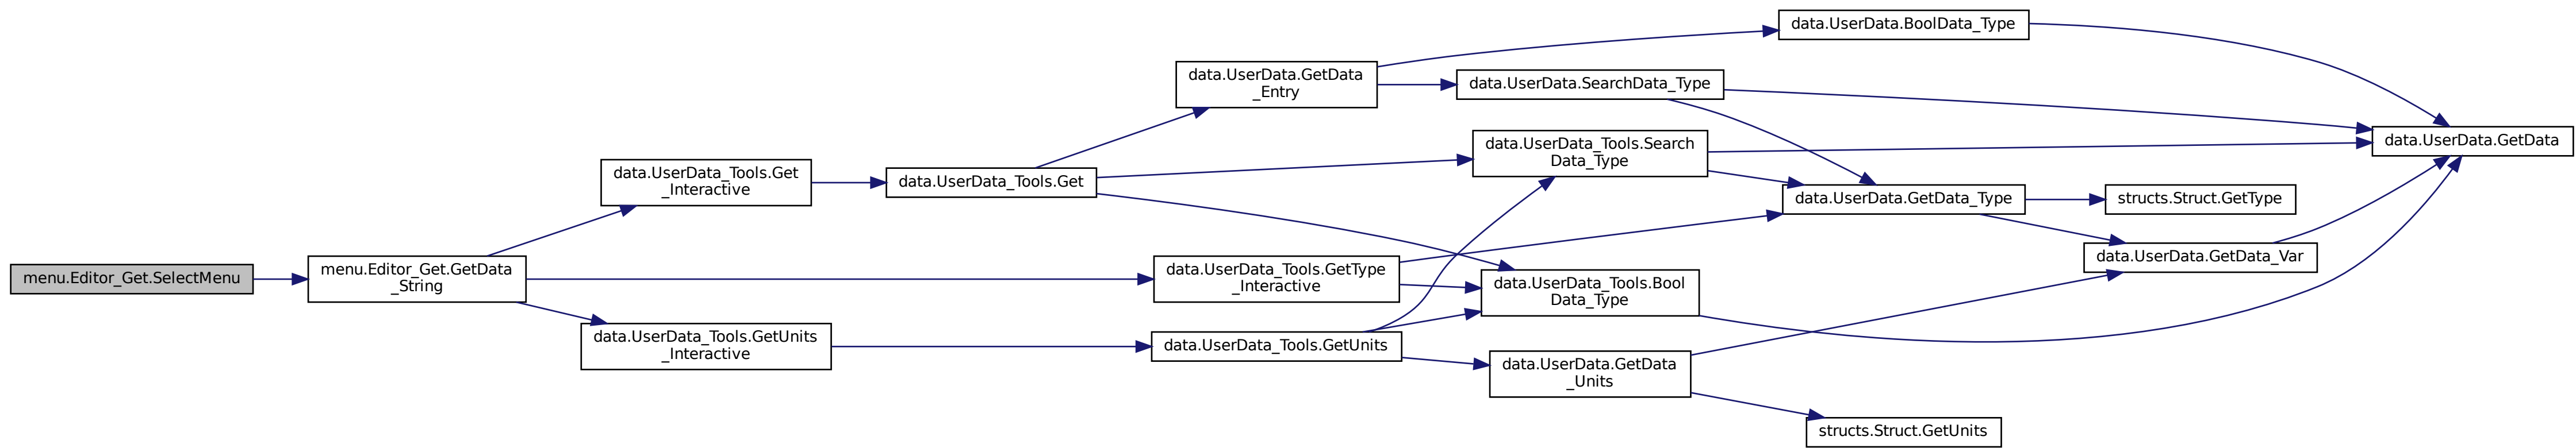 menu.Editor_Get.SelectMenu
menu.Editor_Get.GetData
_String
data.UserData_Tools.Get
_Interactive
data.UserData_Tools.GetUnits
_Interactive
data.UserData_Tools.Get
data.UserData_Tools.GetType
_Interactive
data.UserData_Tools.GetUnits
data.UserData.GetData
_Entry
data.UserData.SearchData_Type
data.UserData_Tools.Search
Data_Type
data.UserData_Tools.Bool
Data_Type
data.UserData.GetData
_Units
data.UserData.BoolData_Type
data.UserData.GetData_Type
structs.Struct.GetUnits
structs.Struct.GetType
data.UserData.GetData_Var
data.UserData.GetData